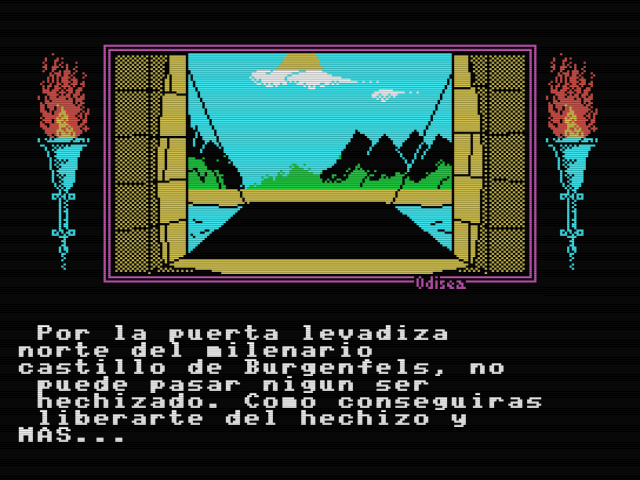 Odisea
Por la puerta levadiza
norte del milenario
castillo de Burgenfels, no
puede pasar nigun ser
hechizado. Como conseguiras
liberarte del hechizo y
MAS...